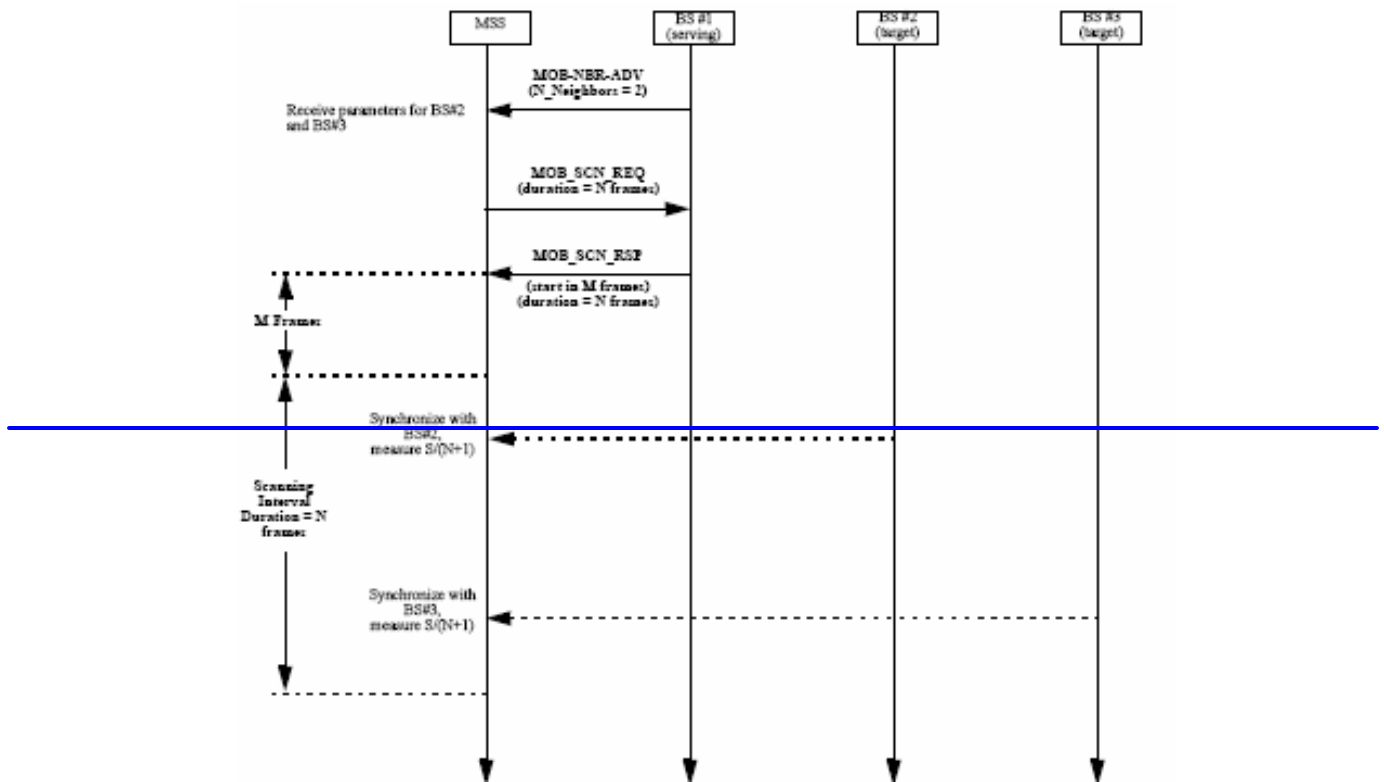 MSS
BS #1
(serving)
BS #2
(target)
BS #3
(target)
MOB-NBR-ADV
(N_Neighbors = 2)
Receive parameters for BS#2
and BS#3
MOB_SCN_REQ
(duration = N frames)
MOB_SCN_RSP
(start in M frames)
(duration = N frames)
M Frames
Synchronize with
BS#2,
measure S/(N+1)
Scanning
Interval
Duration = N
frames
Synchronize with
BS#3,
measure S/(N+1)